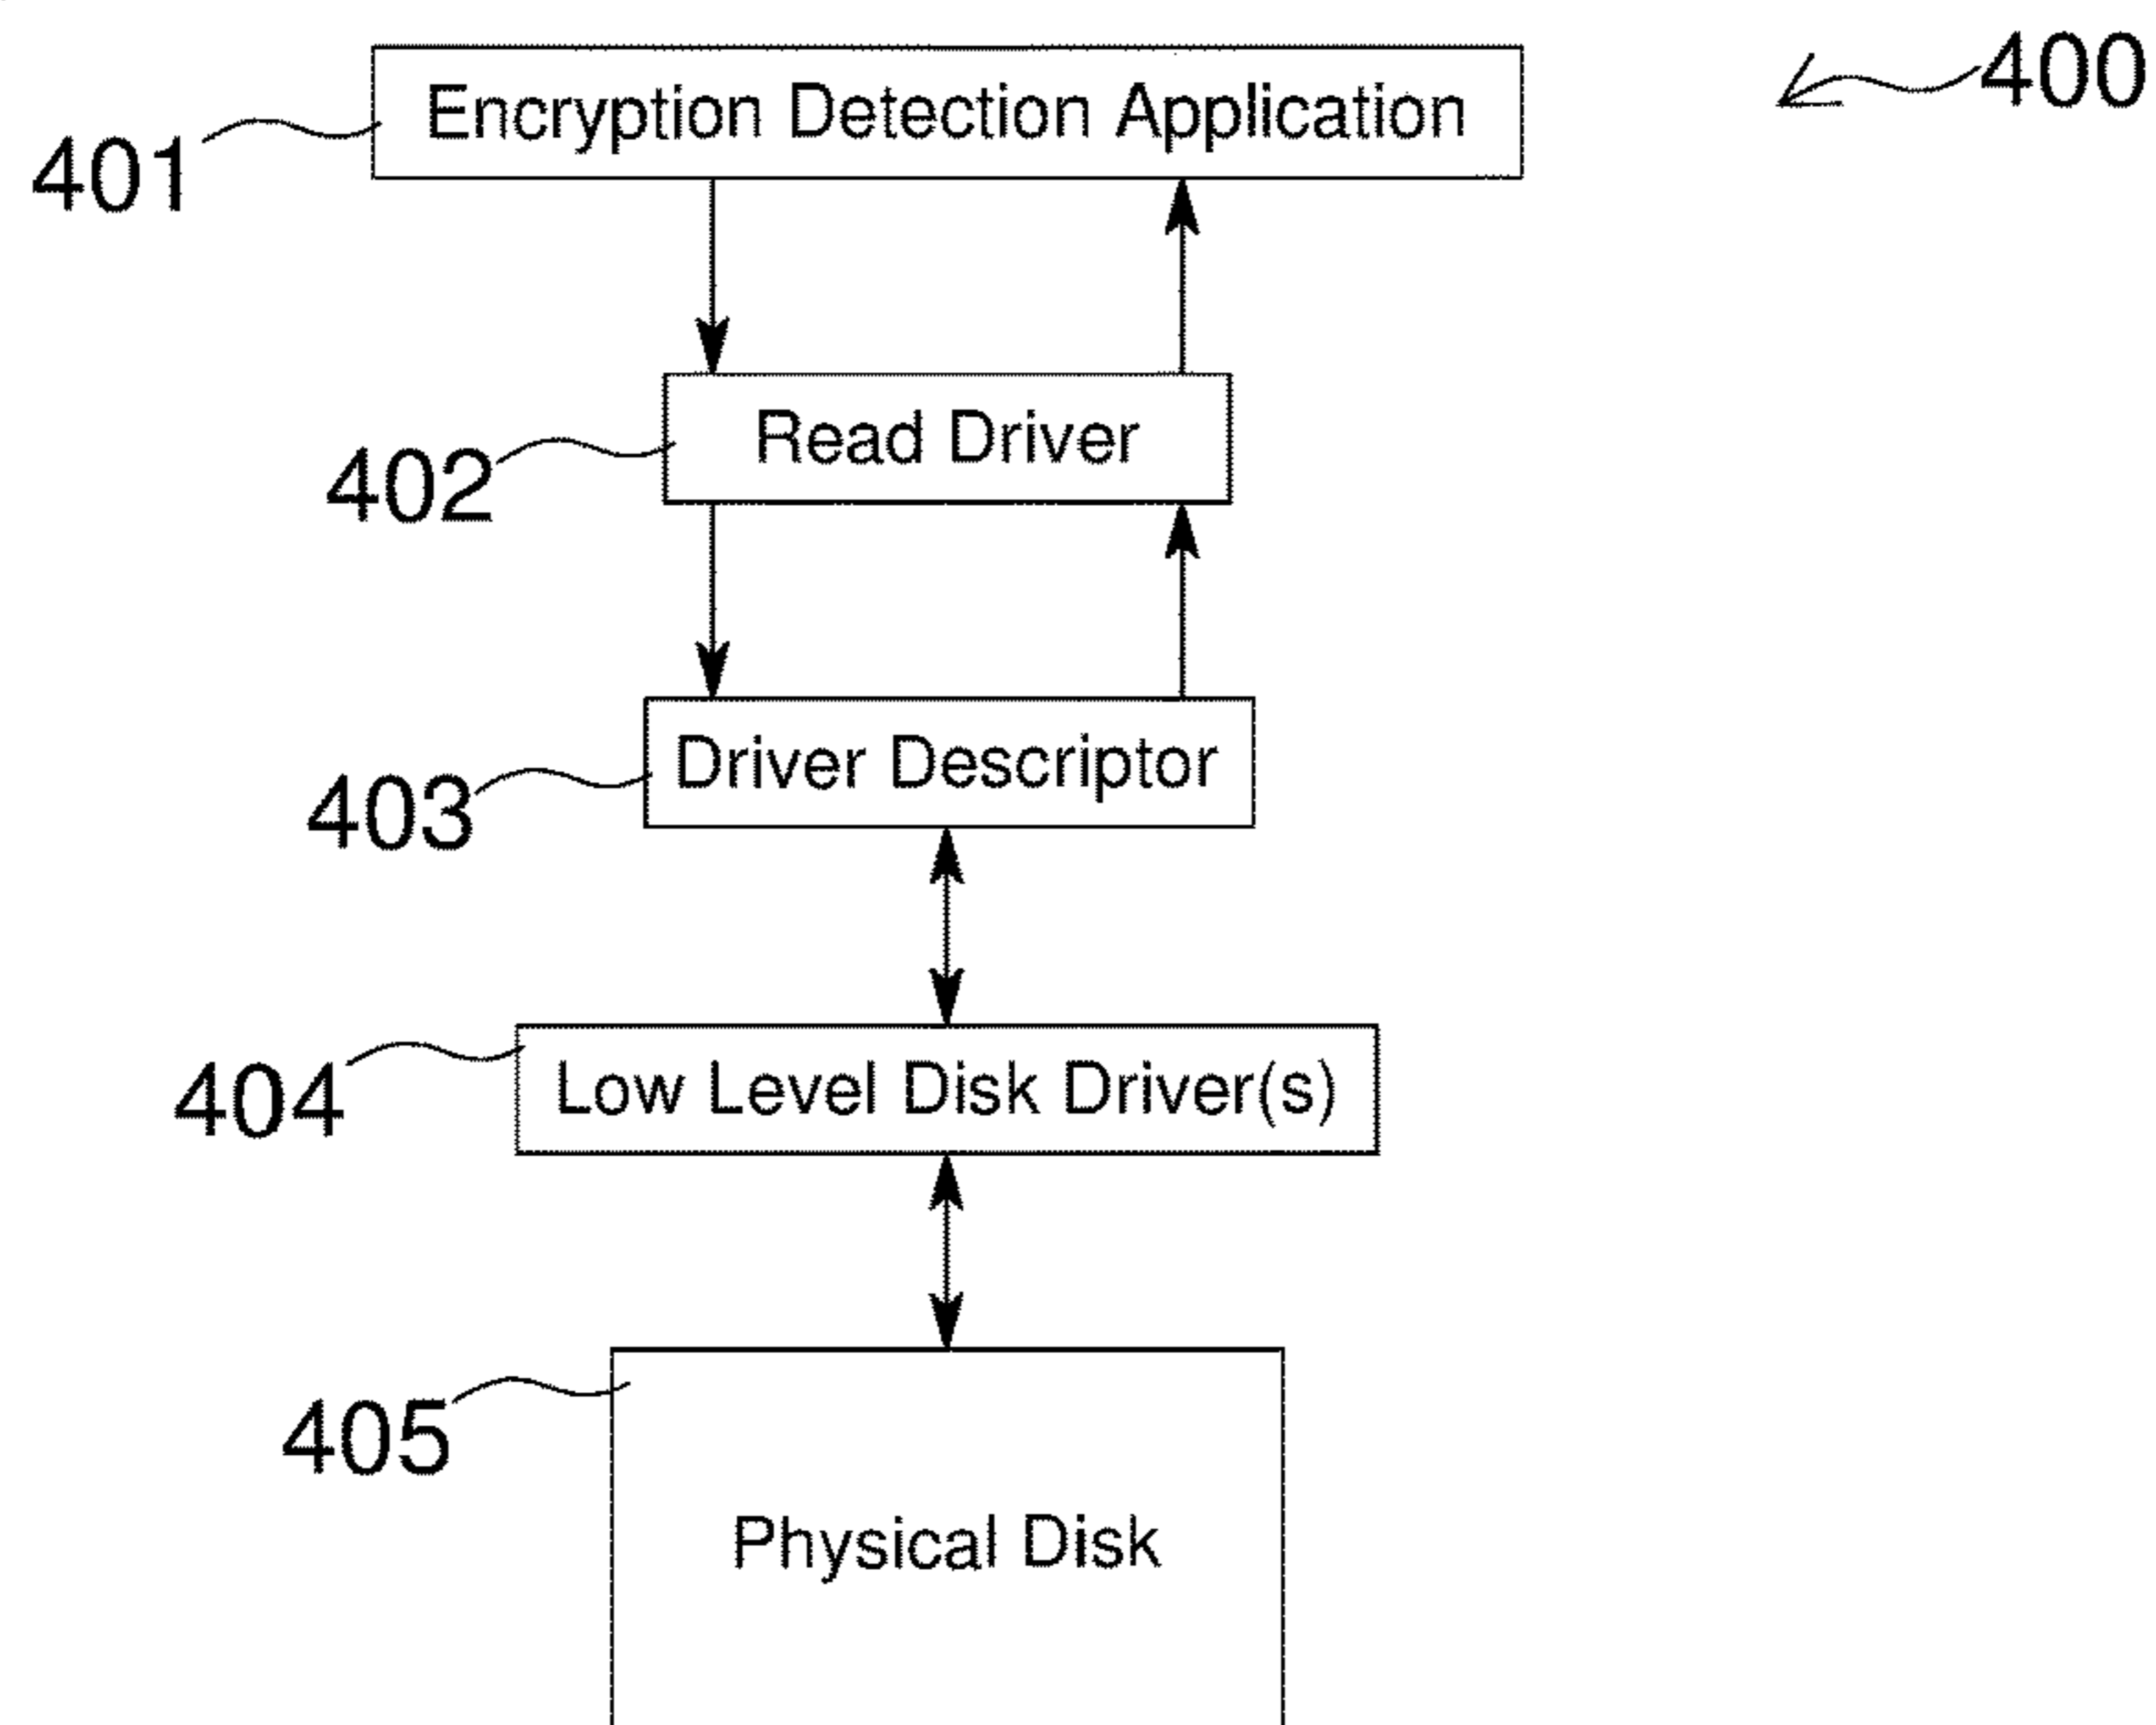 400
Encryption Detection Application
401
Read Driver
402
Driver Descriptor
403
Low Level Disk Driver(s)
404
405
Physical Disk